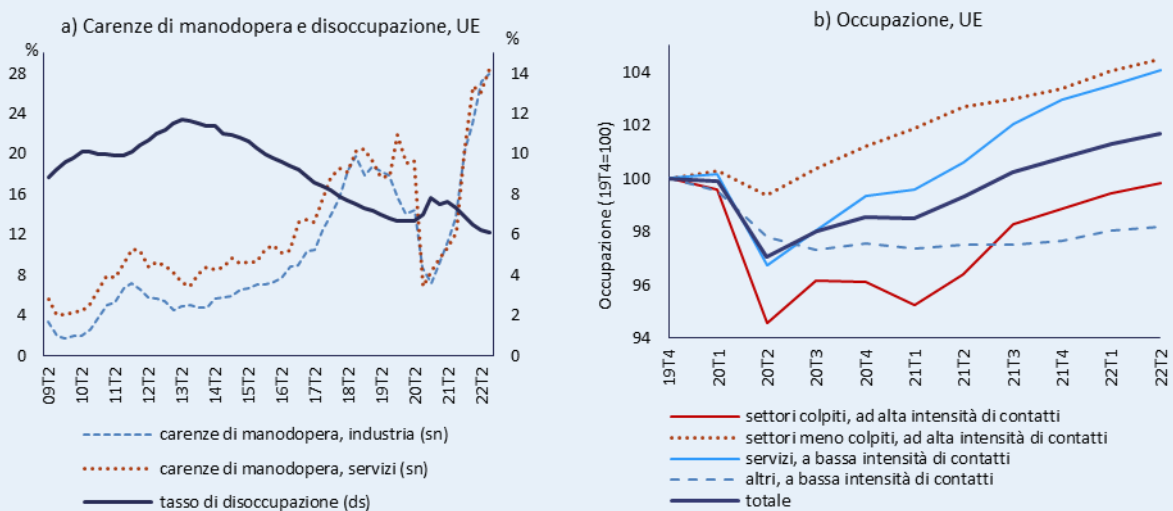 a) Carenze di manodopera e disoccupazione, UE
%
%
28
24
20
16
12
8
4
0
14
12
10
8
6
4
2
0
09T2
10T2
11T2
12T2
13T2
14T2
15T2
16T2
17T2
18T2
19T2
20T2
21T2
22T2
carenze di manodopera, industria (sn)
carenze di manodopera, servizi (sn)
tasso di disoccupazione (ds)
b) Occupazione, UE
Occupazione (19T4=100)
104
102
100
98
96
94
19T4
20T1
20T2
20T3
20T4
21T1
21T2
21T3
21T4
22T1
22T2
settori colpiti, ad alta intensità di contatti
settori meno colpiti, ad alta intensità di contatti
servizi, a bassa intensità di contatti
altri, a bassa intensità di contatti
totale